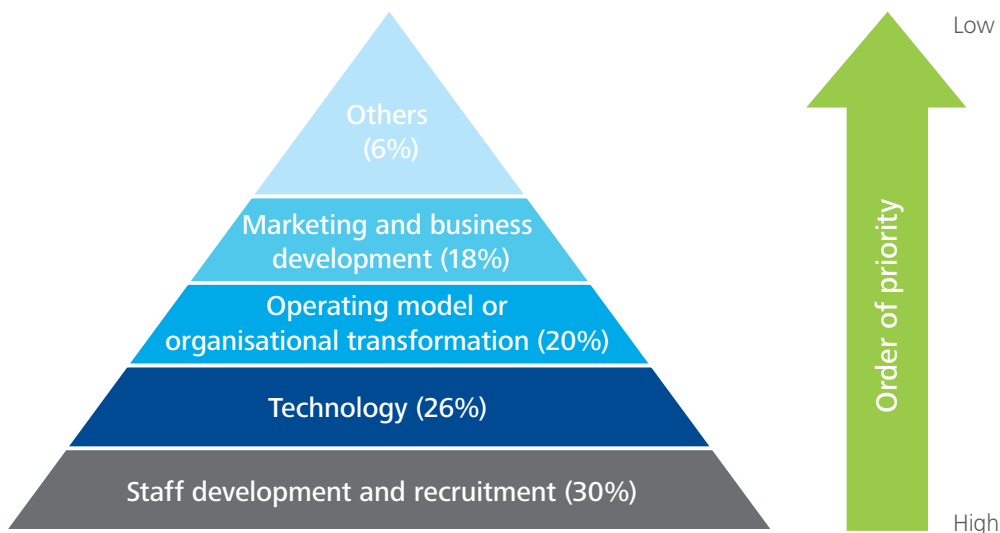 Low
Others
(6%)
Marketing and business
development (18%)
Operating model or
organisational transformation (20%)
Technology (26%)
Staff development and recruitment (30%)
Order of priority
High